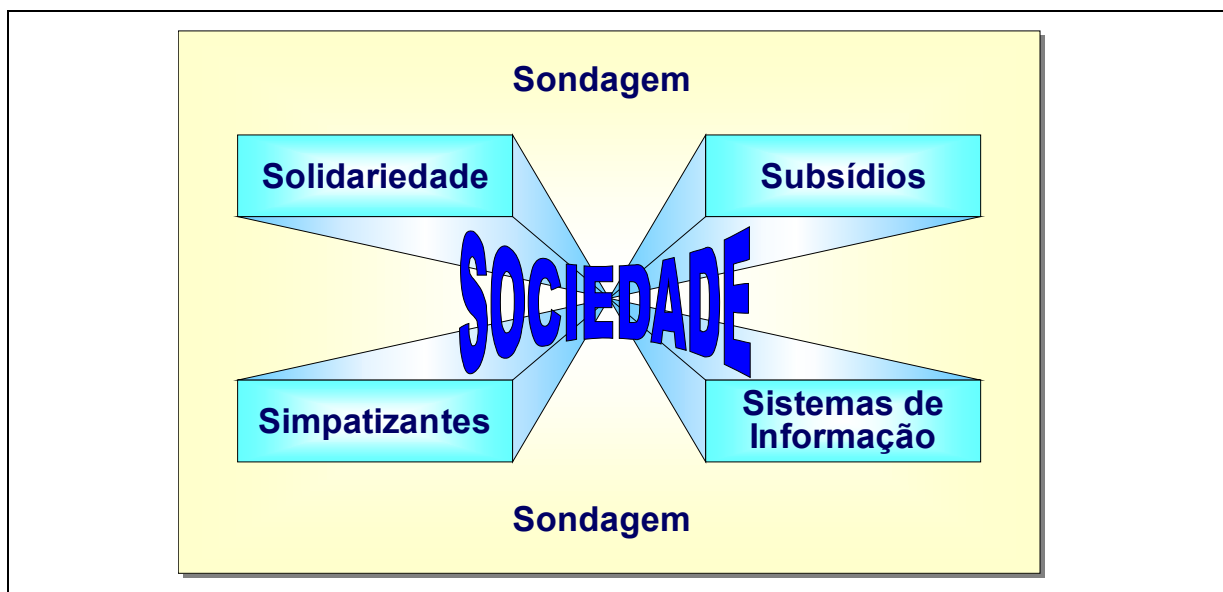 Sondagem
Solidariedade
Subsídios
SOCIEDADE
Simpatizantes
Sistemas de
Informação
Sondagem